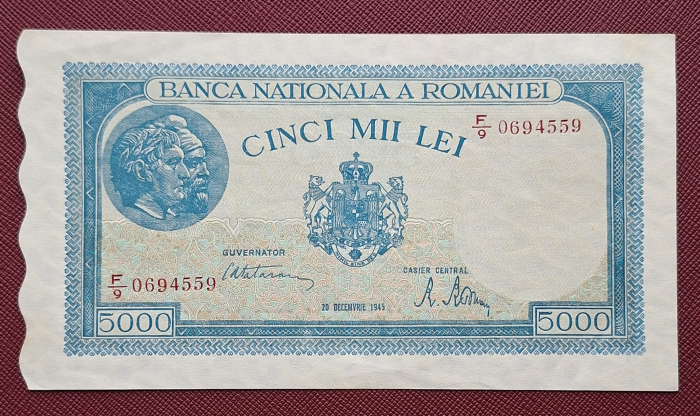 BANCA NATIONALA A ROMANIEI
CINCI MII LEI
F/9 0694559
GUVERNATOR
CASIER CENTRAL
F/9 0694559
20 DECEMVRIE 1945
5000
5000